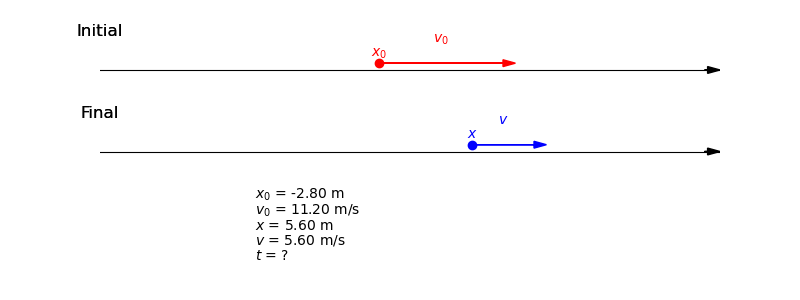 Initial
v₀
x₀
Final
v
x
x₀ = -2.80 m
v₀ = 11.20 m/s
x = 5.60 m
v = 5.60 m/s
t = ?